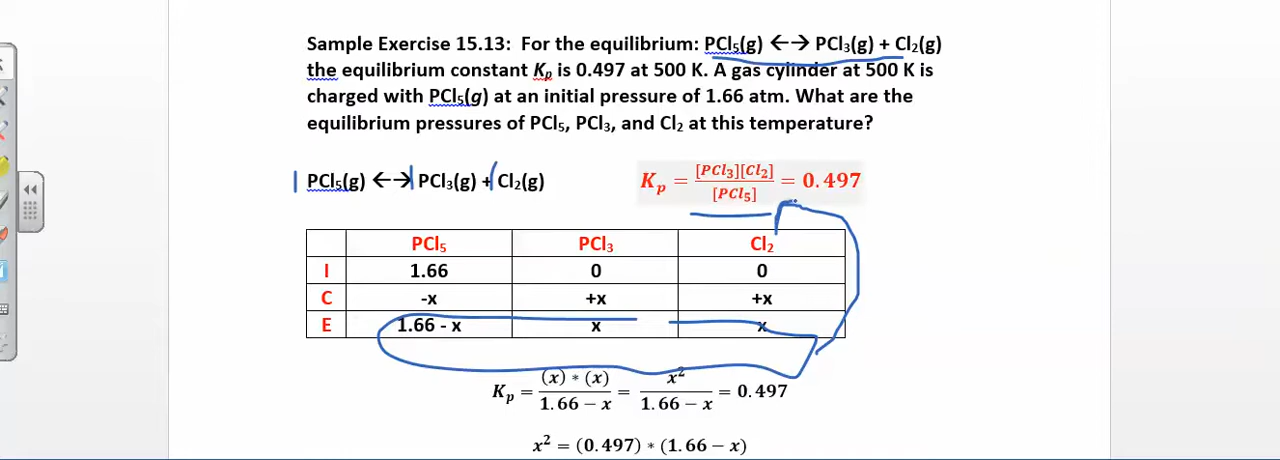 Sample Exercise 15.13: For the equilibrium: PCl₅(g) ←→ PCl₃(g) + Cl₂(g)
the equilibrium constant Kₚ is 0.497 at 500 K. A gas cylinder at 500 K is
charged with PCl₅(g) at an initial pressure of 1.66 atm. What are the
equilibrium pressures of PCl₅, PCl₃, and Cl₂ at this temperature?
PCl₅(g) ←→ PCl₃(g) + Cl₂(g)
Kₚ = [PCl₃][Cl₂] / [PCl₅] = 0.497
PCl₅ PCl₃ Cl₂
I 1.66 0 0
C -x +x +x
E 1.66 - x x x
Kₚ = (x) * (x) / 1.66 − x = x² / 1.66 − x = 0.497
x² = (0.497) * (1.66 − x)